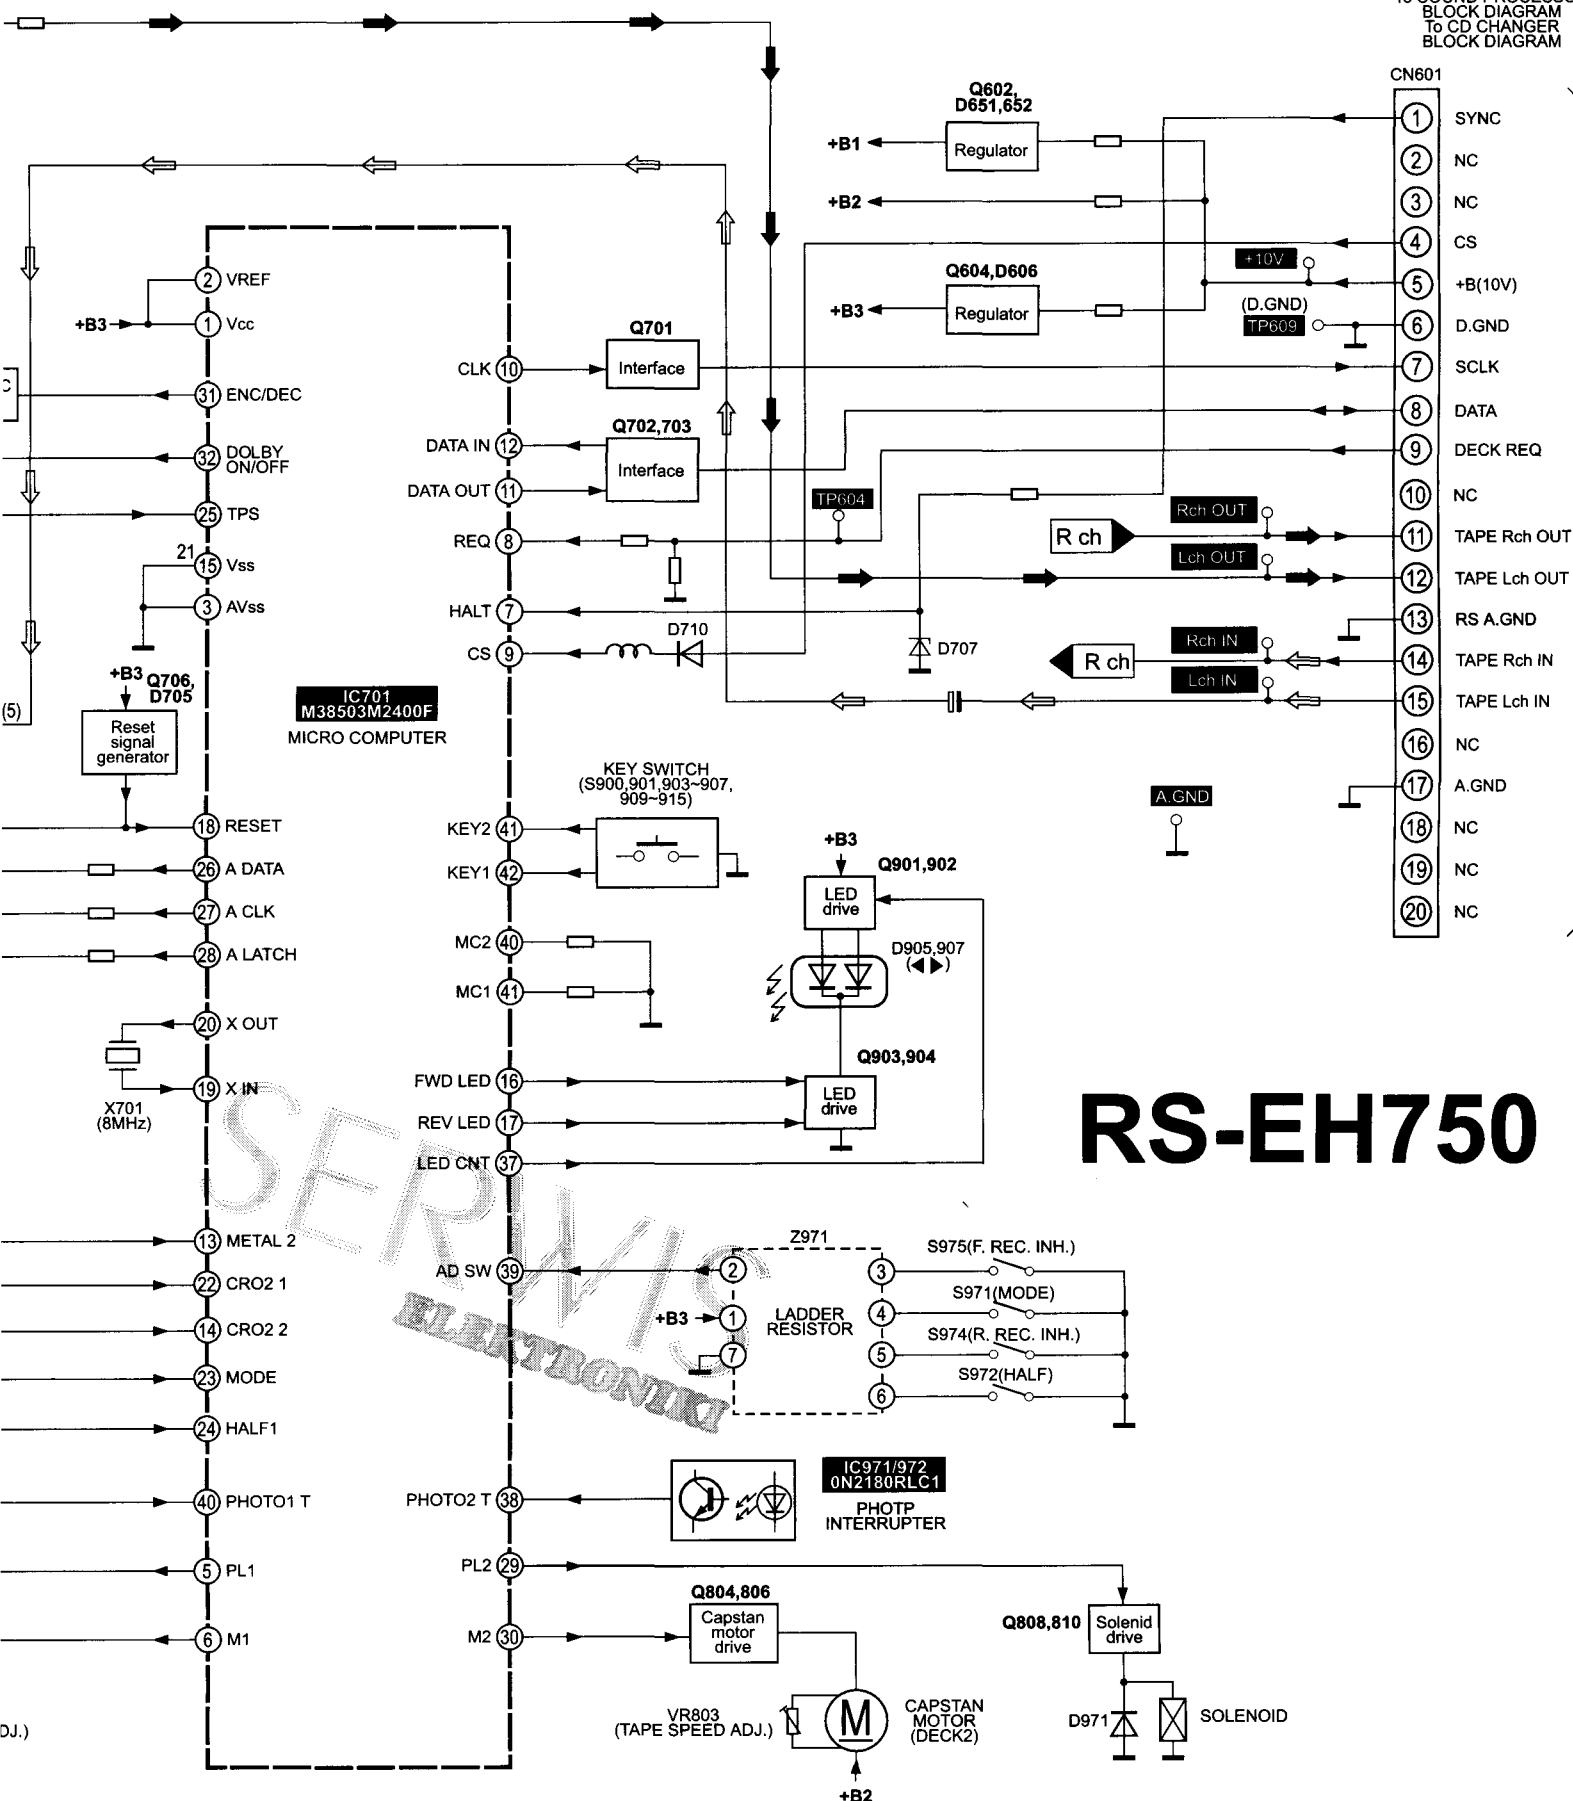 BLOCK DIAGRAM
To CD CHANGER
BLOCK DIAGRAM
CN601
Q602,
D651,652
+B1
Regulator
+B2
Q604,D606
+B3
Regulator
+10V
(D.GND)
TP609
1 SYNC
2 NC
3 NC
4 CS
5 +B(10V)
6 D.GND
7 SCLK
8 DATA
9 DECK REQ
10 NC
11 TAPE Rch OUT
12 TAPE Lch OUT
13 RS A.GND
14 TAPE Rch IN
15 TAPE Lch IN
16 NC
17 A.GND
18 NC
19 NC
20 NC
Rch OUT
R ch
Lch OUT
Rch IN
R ch
Lch IN
A.GND
2 VREF
+B3
1 Vcc
C
31 ENC/DEC
32 DOLBY
ON/OFF
25 TPS
21
15 Vss
3 AVss
+B3
Q706,
D705
(5)
Reset
signal
generator
IC701
M38503M2400F
MICRO COMPUTER
18 RESET
26 A DATA
27 A CLK
28 A LATCH
20 X OUT
19 X IN
X701
(8MHz)
13 METAL 2
22 CRO2 1
14 CRO2 2
23 MODE
24 HALF1
40 PHOTO1 T
5 PL1
6 M1
DJ.)
CLK 10
Q701
Interface
DATA IN 12
Q702,703
Interface
DATA OUT 11
TP604
REQ 8
HALT 7
D707
CS 9
D710
KEY SWITCH
(S900,901,903~907,
909~915)
KEY2 41
KEY1 42
MC2 40
MC1 41
+B3
Q901,902
LED
drive
D905,907
(◀▶)
Q903,904
LED
drive
FWD LED 16
REV LED 17
LED CNT 37
RS-EH750
SERWIS
ELEKTRONIKI
AD SW 39
Z971
2
+B3
1
7
LADDER
RESISTOR
3
S975(F. REC. INH.)
4
S971(MODE)
5
S974(R. REC. INH.)
6
S972(HALF)
PHOTO2 T 38
IC971/972
0N2180RLC1
PHOTP
INTERRUPTER
PL2 29
M2 30
Q804,806
Capstan
motor
drive
Q808,810
Solenid
drive
VR803
(TAPE SPEED ADJ.)
M
CAPSTAN
MOTOR
(DECK2)
+B2
D971
SOLENOID